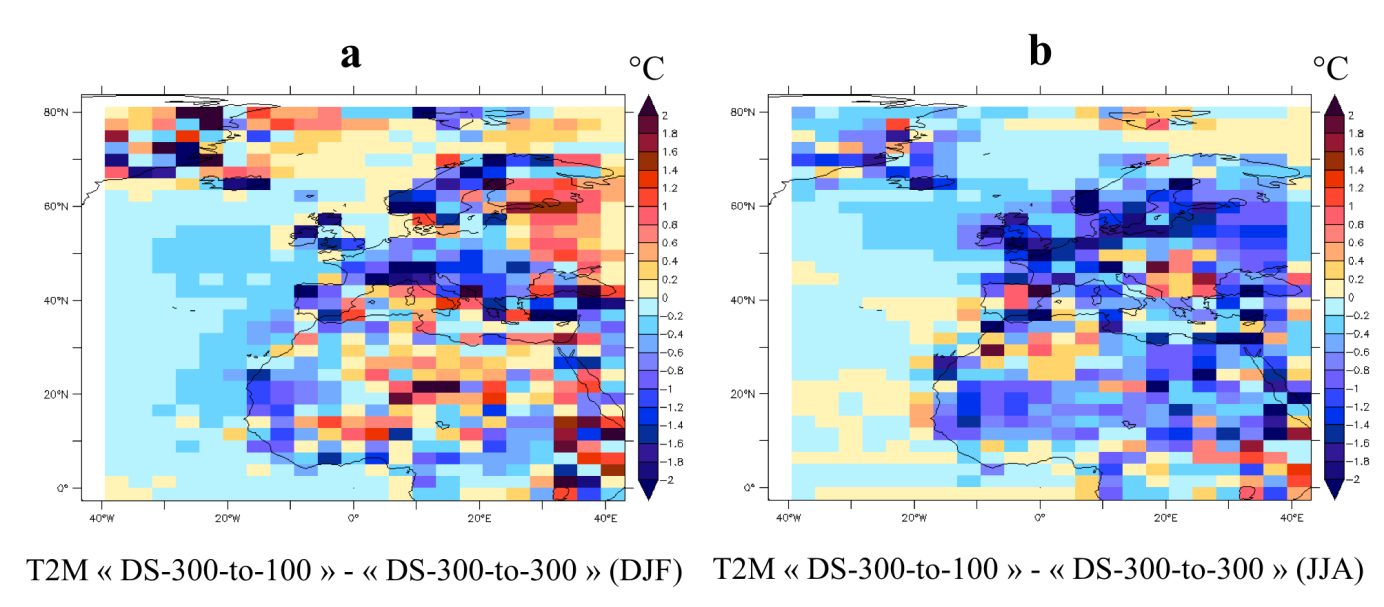 a
b
°C
°C
80°N
60°N
40°N
20°N
0°
40°W
20°W
0°
20°E
40°E
2
1.8
1.6
1.4
1.2
1
0.8
0.6
0.4
0.2
0
−0.2
−0.4
−0.6
−0.8
−1
−1.2
−1.4
−1.6
−1.8
−2
80°N
60°N
40°N
20°N
0°
40°W
20°W
0°
20°E
40°E
2
1.8
1.6
1.4
1.2
1
0.8
0.6
0.4
0.2
0
−0.2
−0.4
−0.6
−0.8
−1
−1.2
−1.4
−1.6
−1.8
−2
T2M « DS-300-to-100 » - « DS-300-to-300 » (DJF)
T2M « DS-300-to-100 » - « DS-300-to-300 » (JJA)